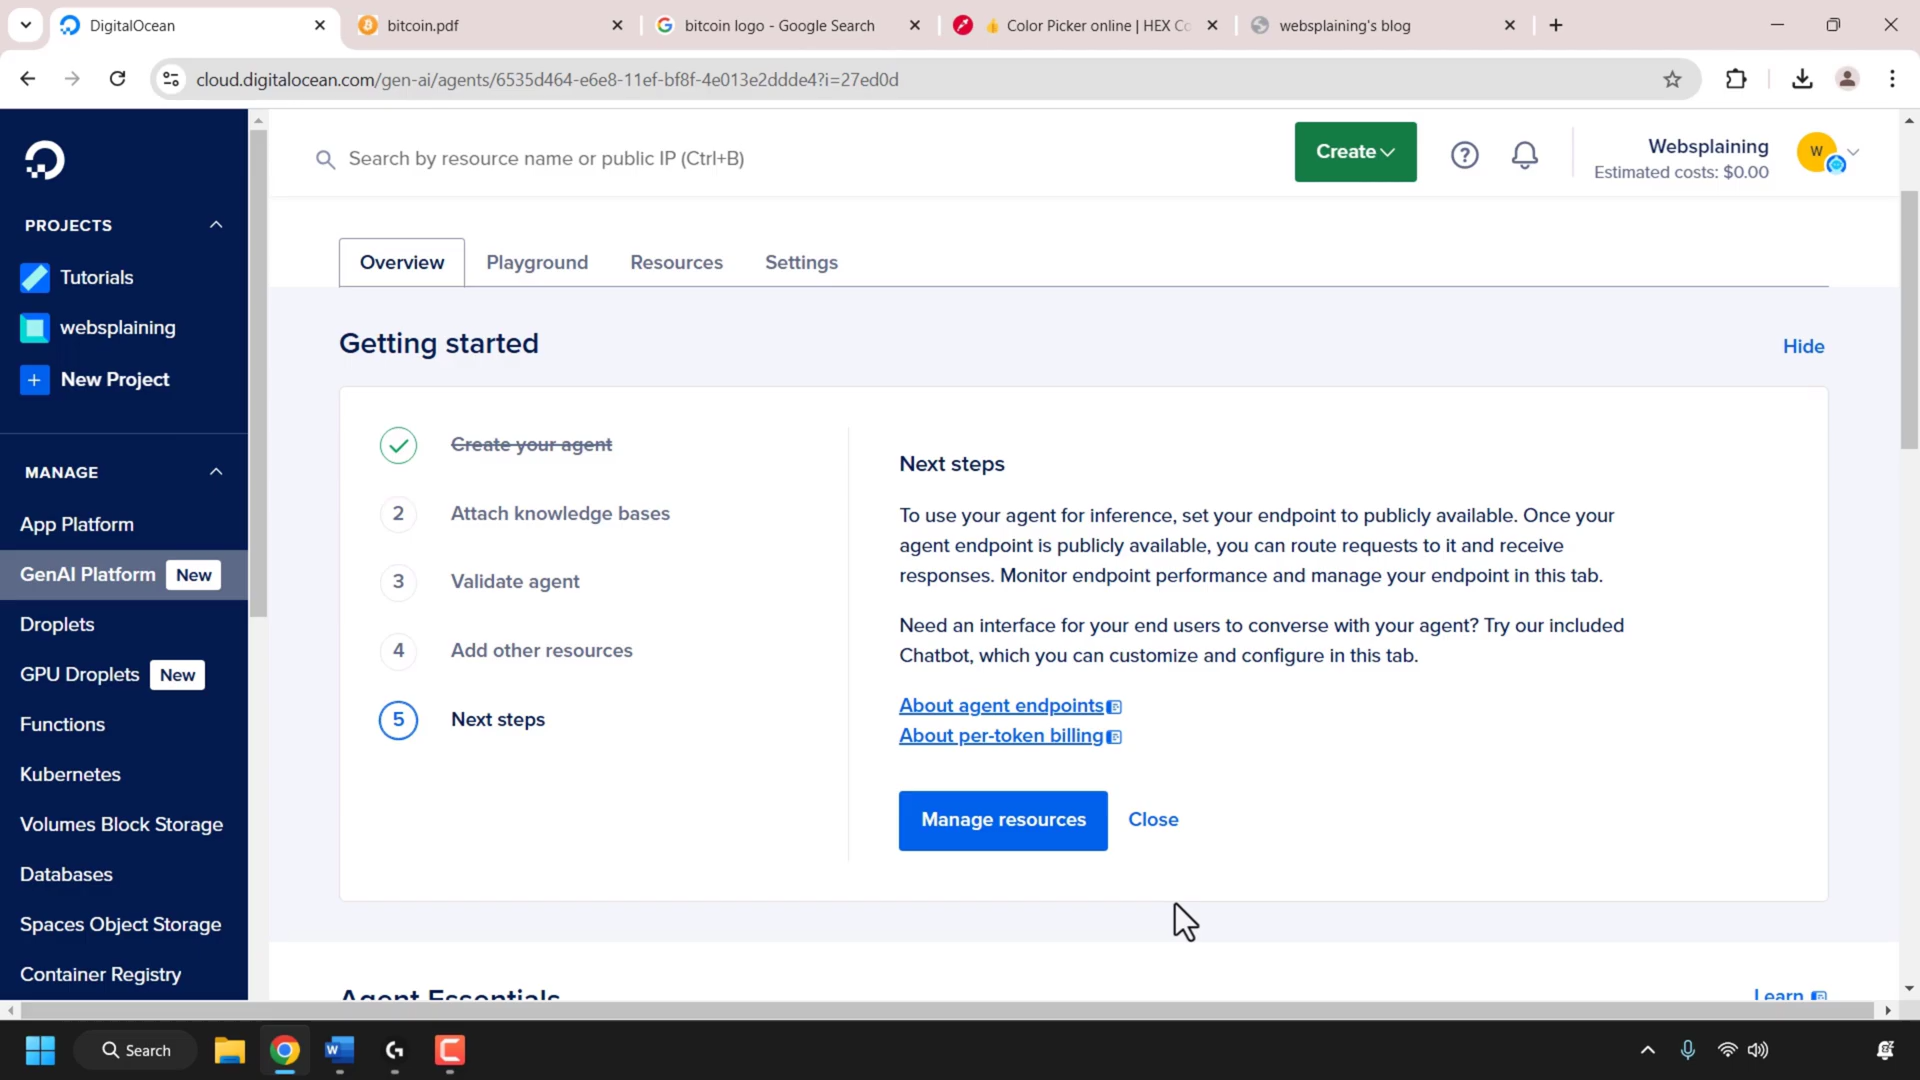 DigitalOcean
bitcoin.pdf
bitcoin logo - Google Search
👍 Color Picker online | HEX Co
websplaining's blog
cloud.digitalocean.com/gen-ai/agents/6535d464-e6e8-11ef-bf8f-4e013e2ddde4?i=27ed0d
Search by resource name or public IP (Ctrl+B)
Create
?
Websplaining
Estimated costs: $0.00
W
PROJECTS
Tutorials
websplaining
+ New Project
MANAGE
App Platform
GenAI Platform New
Droplets
GPU Droplets New
Functions
Kubernetes
Volumes Block Storage
Databases
Spaces Object Storage
Container Registry
Overview Playground Resources Settings
Getting started
Hide
Create your agent
2 Attach knowledge bases
3 Validate agent
4 Add other resources
5 Next steps
Next steps
To use your agent for inference, set your endpoint to publicly available. Once your
agent endpoint is publicly available, you can route requests to it and receive
responses. Monitor endpoint performance and manage your endpoint in this tab.
Need an interface for your end users to converse with your agent? Try our included
Chatbot, which you can customize and configure in this tab.
About agent endpoints
About per-token billing
Manage resources Close
Agent Essentials
Learn
Search